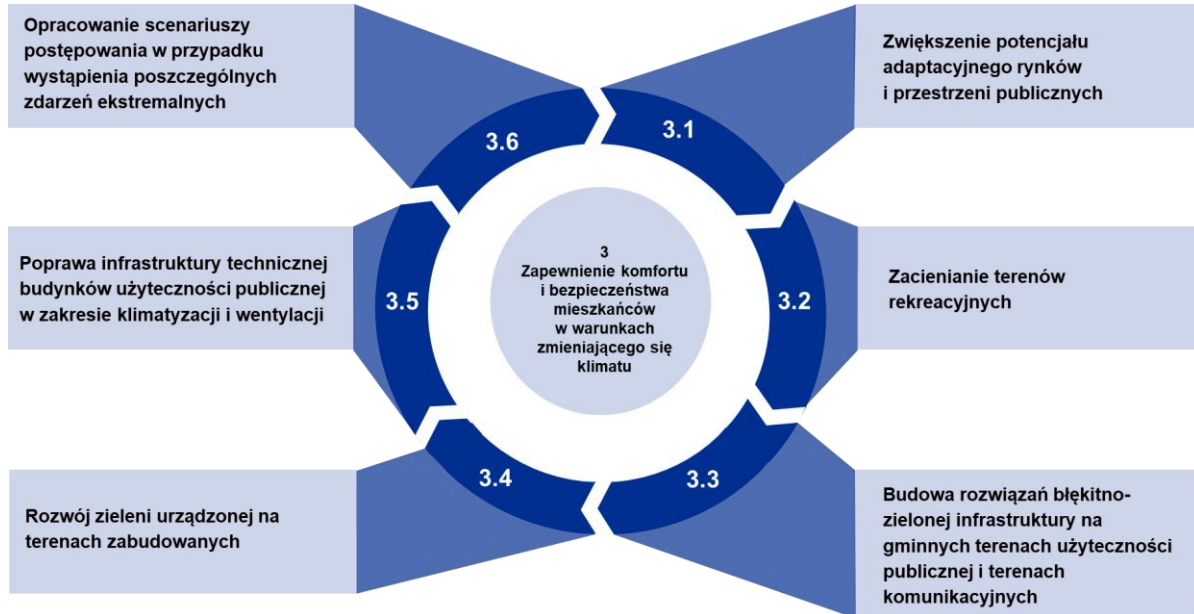 3
Zapewnienie komfortu
i bezpieczeństwa
mieszkańców
w warunkach
zmieniającego się
klimatu
3.1
Zwiększenie potencjału
adaptacyjnego rynków
i przestrzeni publicznych
3.2
Zacienianie terenów
rekreacyjnych
3.3
Budowa rozwiązań błękitno-
zielonej infrastruktury na
gminnych terenach użyteczności
publicznej i terenach
komunikacyjnych
3.4
Rozwój zieleni urządzonej na
terenach zabudowanych
3.5
Poprawa infrastruktury technicznej
budynków użyteczności publicznej
w zakresie klimatyzacji i wentylacji
3.6
Opracowanie scenariuszy
postępowania w przypadku
wystąpienia poszczególnych
zdarzeń ekstremalnych